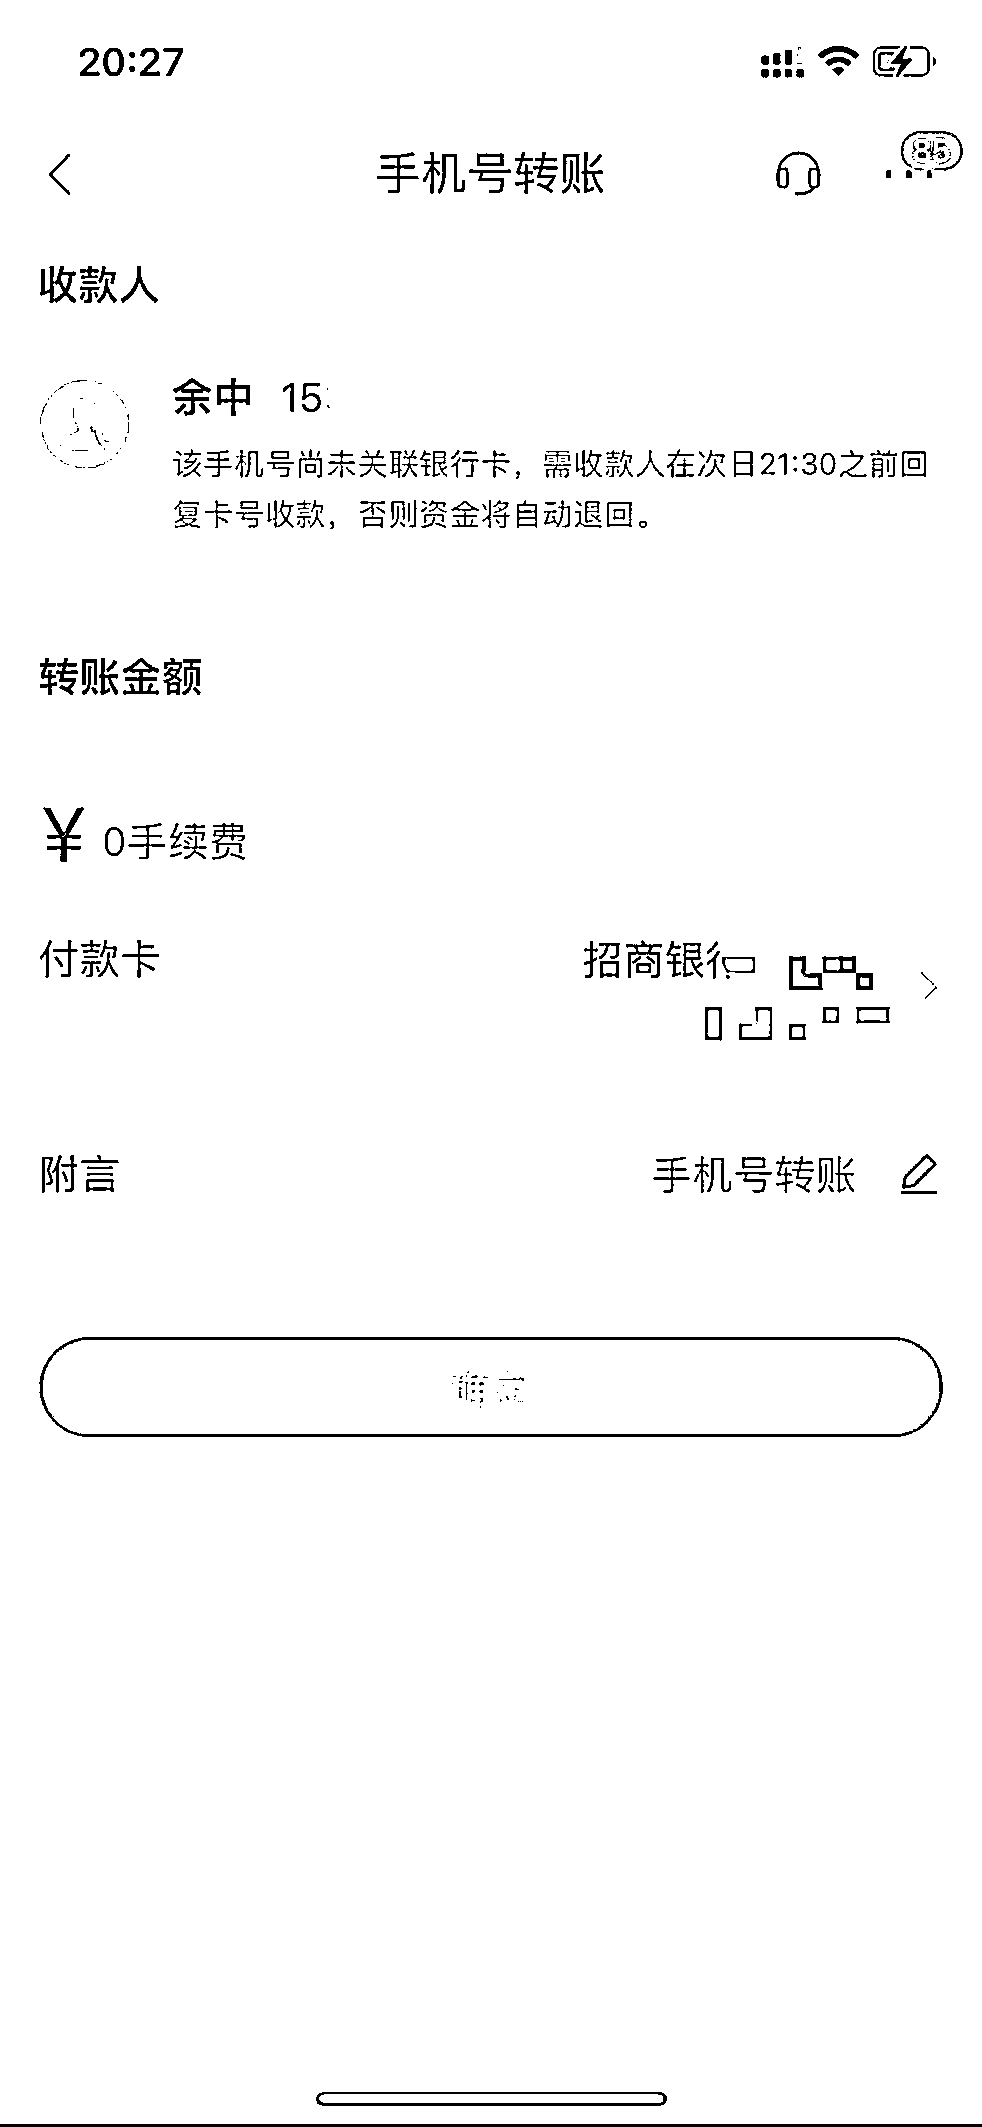 20:27
手机号转账
85
收款人
余中 15
该手机号尚未关联银行卡，需收款人在次日21:30之前回
复卡号收款，否则资金将自动退回。
转账金额
¥ 0手续费
付款卡 招商银行
附言 手机号转账
确定